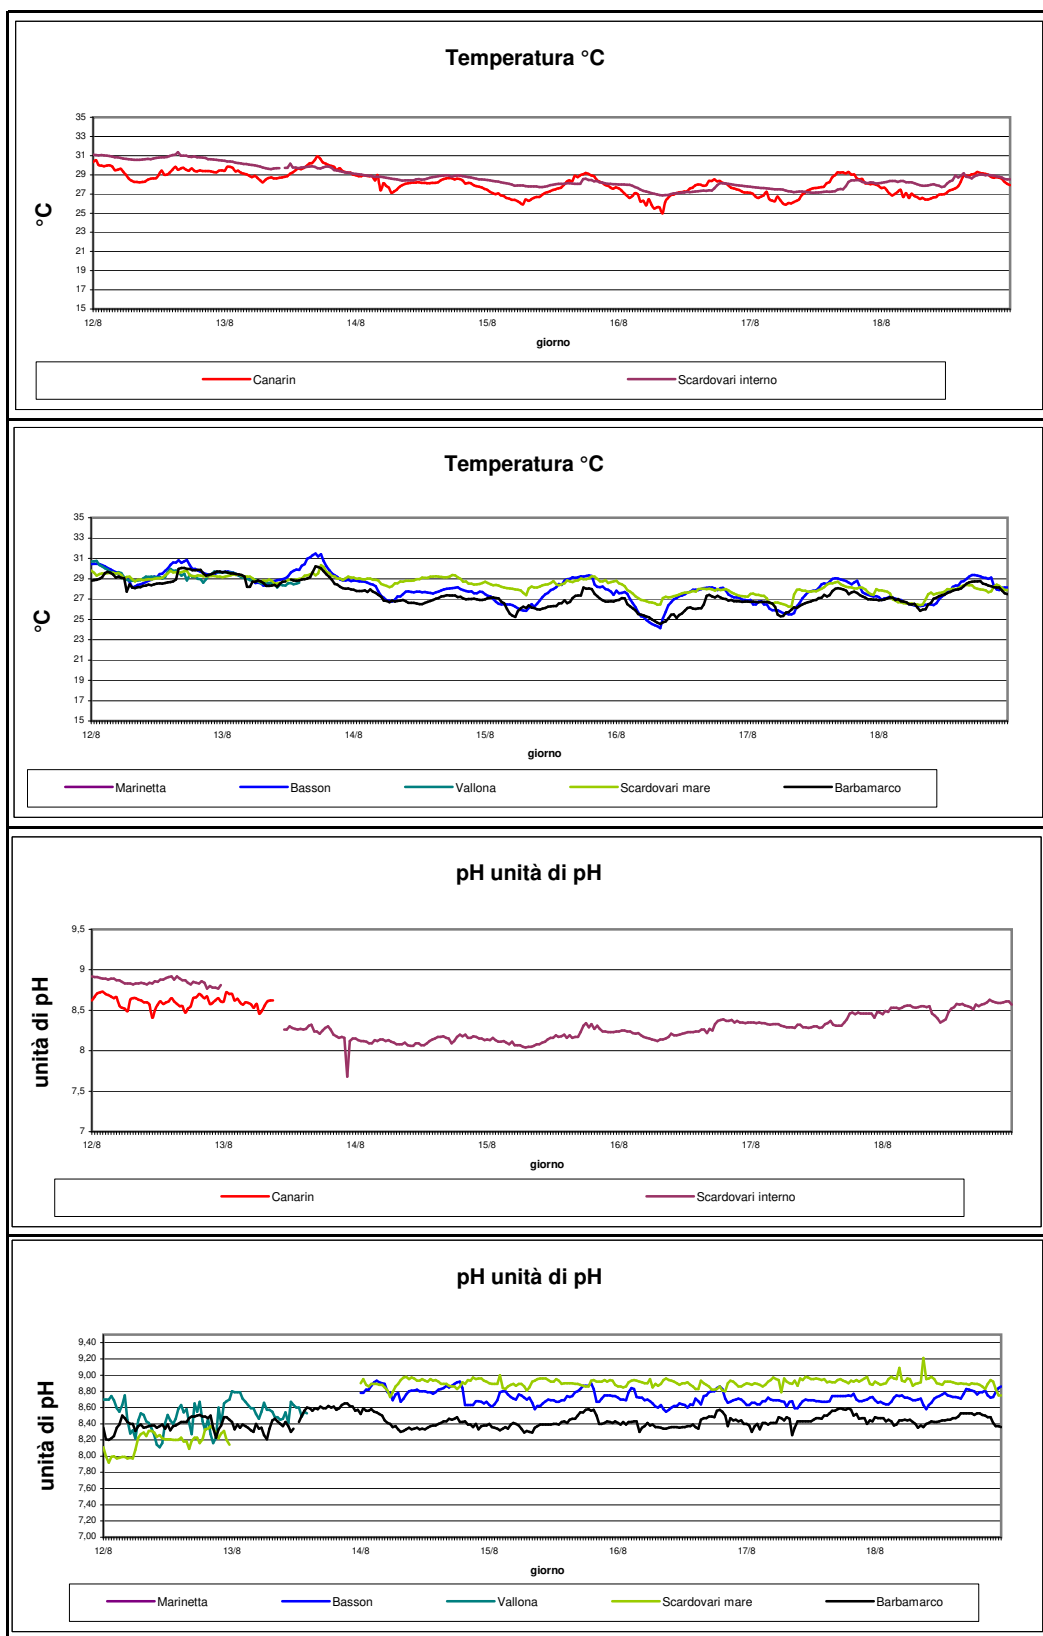 Temperatura °C
35
33
31
29
27
25
23
21
19
17
15
°C
12/8 13/8 14/8 15/8 16/8 17/8 18/8
giorno
Canarin Scardovari interno
Temperatura °C
35
33
31
29
27
25
23
21
19
17
15
°C
12/8 13/8 14/8 15/8 16/8 17/8 18/8
giorno
Marinetta Basson Vallona Scardovari mare Barbamarco
pH unità di pH
9,5
9
8,5
8
7,5
7
unità di pH
12/8 13/8 14/8 15/8 16/8 17/8 18/8
giorno
Canarin Scardovari interno
pH unità di pH
9,40
9,20
9,00
8,80
8,60
8,40
8,20
8,00
7,80
7,60
7,40
7,20
7,00
unità di pH
12/8 13/8 14/8 15/8 16/8 17/8 18/8
giorno
Marinetta Basson Vallona Scardovari mare Barbamarco